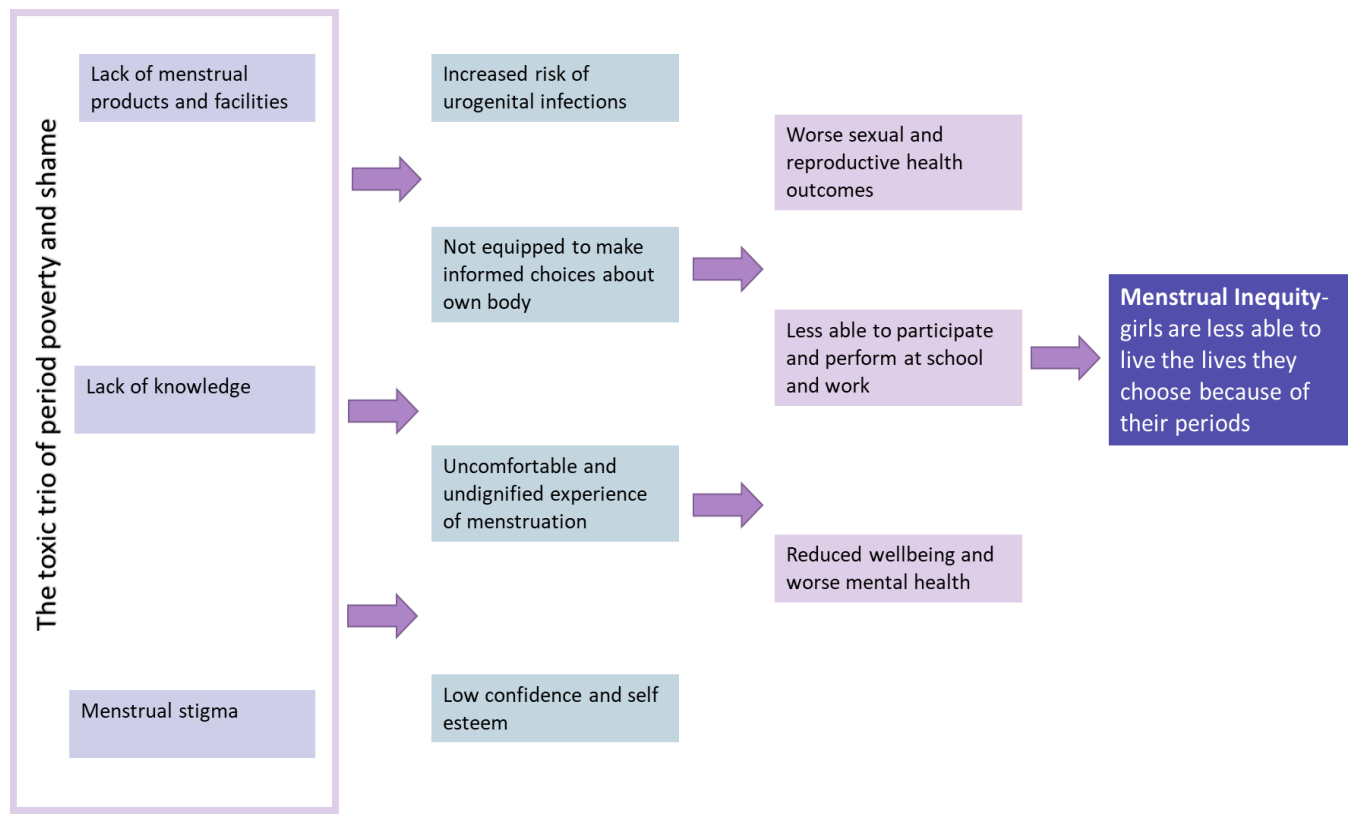 The toxic trio of period poverty and shame
Lack of menstrual
products and facilities
Lack of knowledge
Menstrual stigma
Increased risk of
urogenital infections
Not equipped to make
informed choices about
own body
Uncomfortable and
undignified experience
of menstruation
Low confidence and self
esteem
Worse sexual and
reproductive health
outcomes
Less able to participate
and perform at school
and work
Reduced wellbeing and
worse mental health
Menstrual Inequity-
girls are less able to
live the lives they
choose because of
their periods